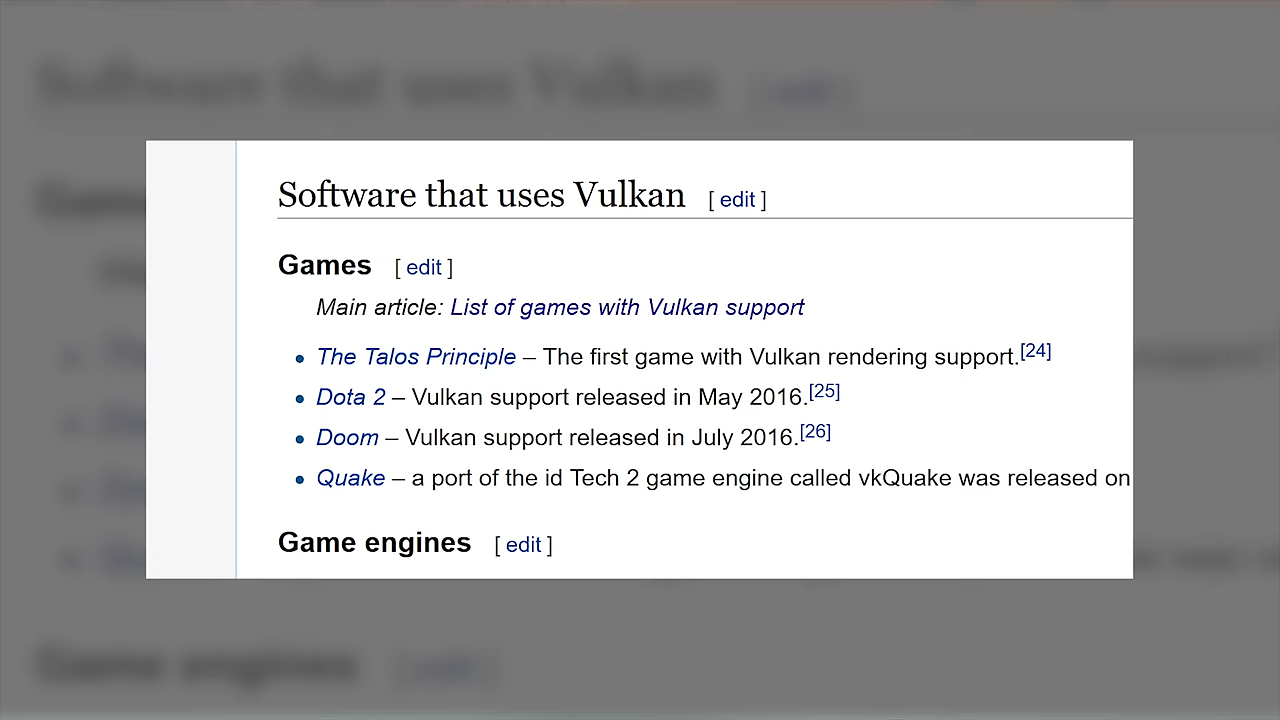 Software that uses Vulkan [ edit ]
Games [ edit ]
Main article: List of games with Vulkan support
The Talos Principle – The first game with Vulkan rendering support.[24]
Dota 2 – Vulkan support released in May 2016.[25]
Doom – Vulkan support released in July 2016.[26]
Quake – a port of the id Tech 2 game engine called vkQuake was released on
Game engines [ edit ]